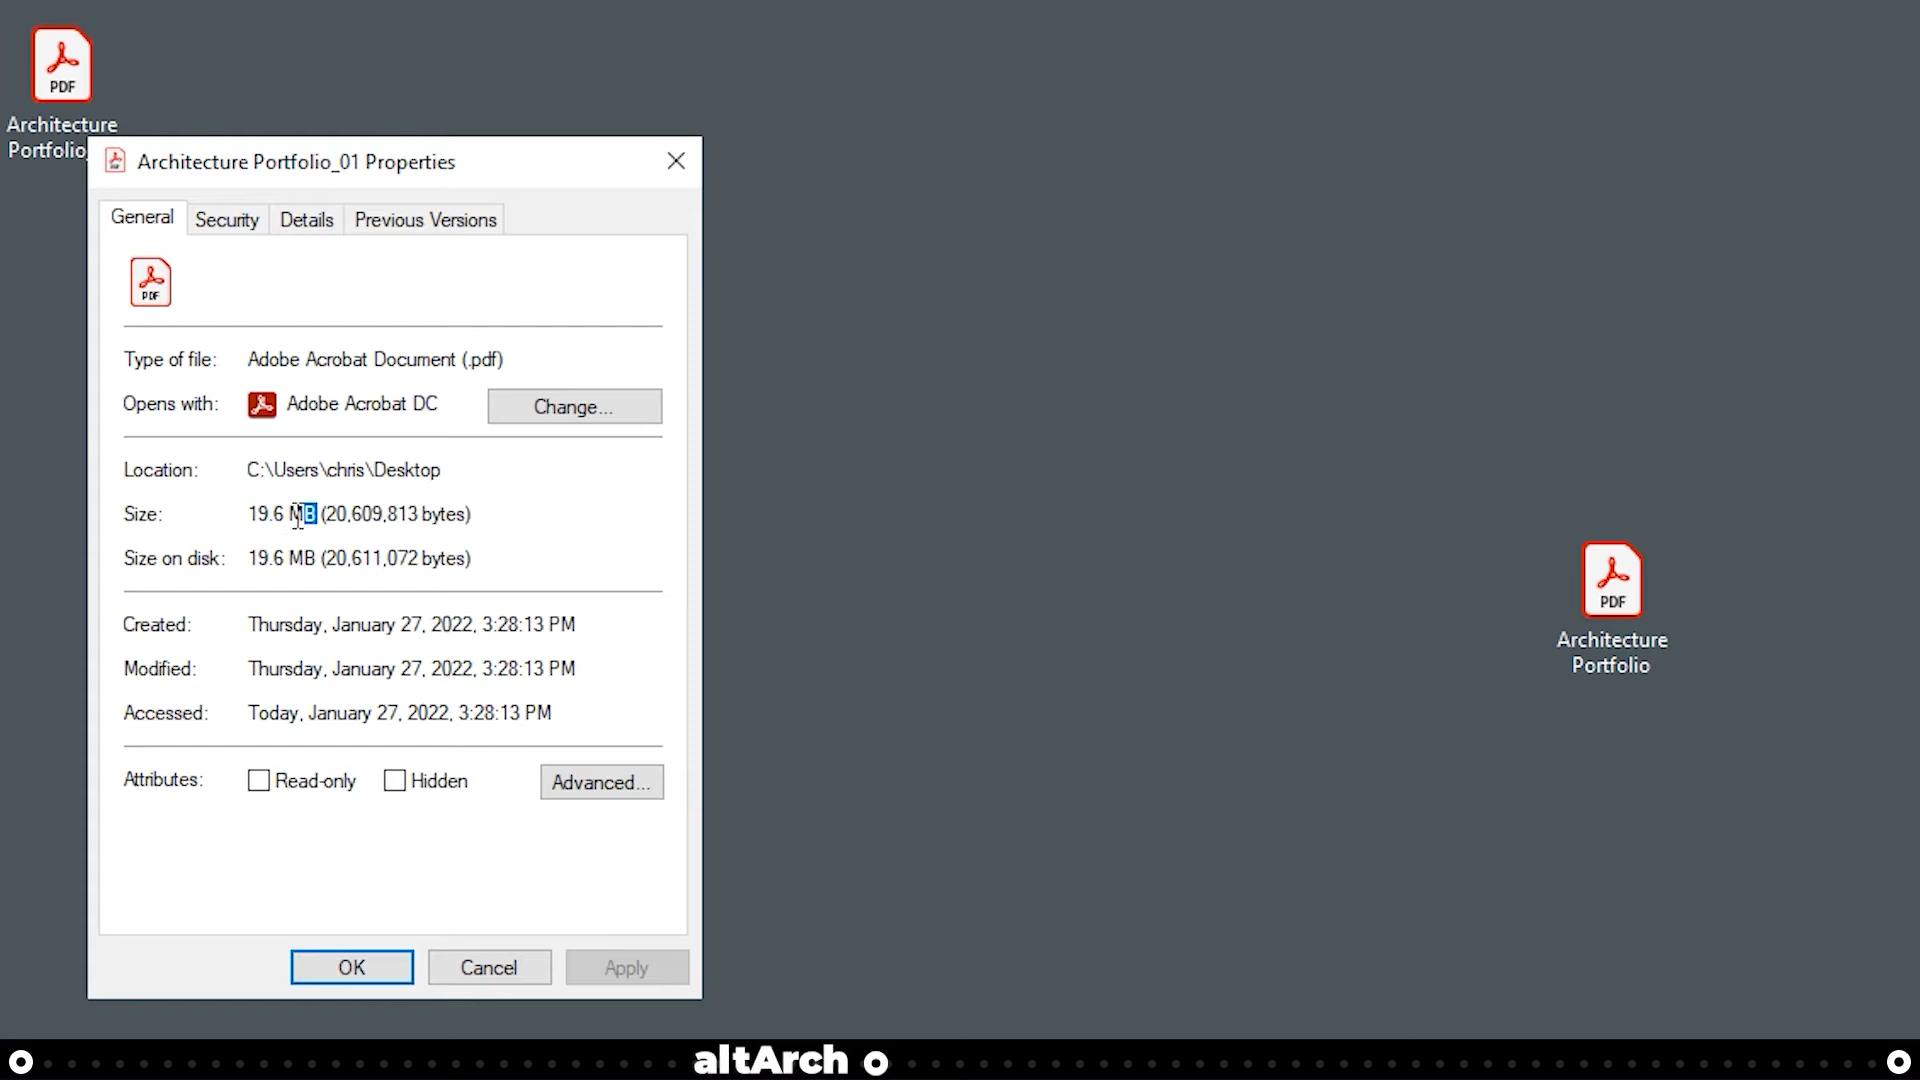 PDF
Architecture
Portfolio_
Architecture Portfolio_01 Properties
General
Security
Details
Previous Versions
PDF
Type of file:
Adobe Acrobat Document (.pdf)
Opens with:
Adobe Acrobat DC
Change...
Location:
C:\Users\chris\Desktop
Size:
19.6 MB (20,609,813 bytes)
Size on disk:
19.6 MB (20,611,072 bytes)
Created:
Thursday, January 27, 2022, 3:28:13 PM
Modified:
Thursday, January 27, 2022, 3:28:13 PM
Accessed:
Today, January 27, 2022, 3:28:13 PM
Attributes:
Read-only
Hidden
Advanced...
OK
Cancel
Apply
PDF
Architecture
Portfolio
altArch